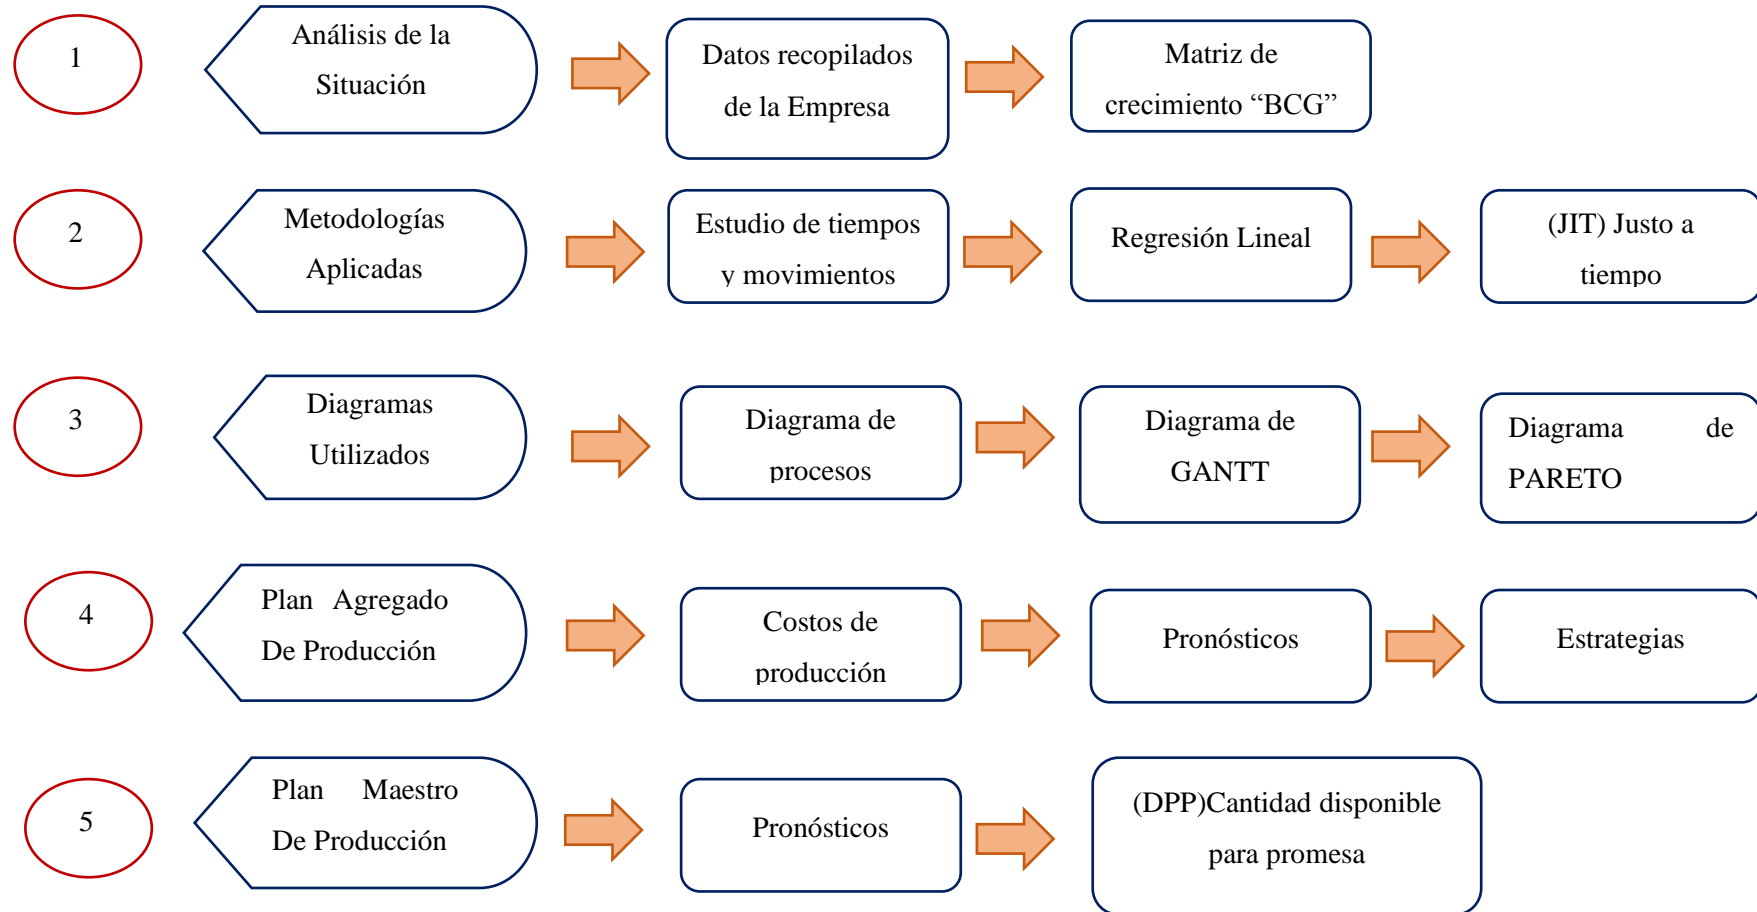 1
Análisis de la
Situación
Datos recopilados
de la Empresa
Matriz de
crecimiento “BCG”
2
Metodologías
Aplicadas
Estudio de tiempos
y movimientos
Regresión Lineal
(JIT) Justo a
tiempo
3
Diagramas
Utilizados
Diagrama de
procesos
Diagrama de
GANTT
Diagrama de
PARETO
4
Plan Agregado
De Producción
Costos de
producción
Pronósticos
Estrategias
5
Plan Maestro
De Producción
Pronósticos
(DPP)Cantidad disponible
para promesa